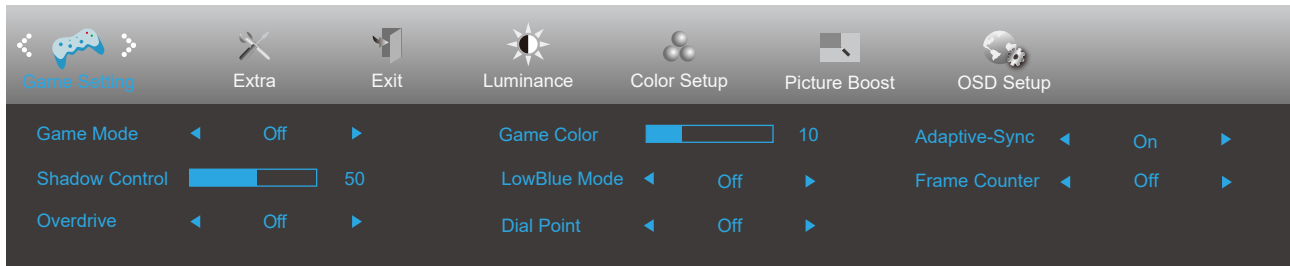 Game Setting Extra Exit Luminance Color Setup Picture Boost OSD Setup
Game Mode Off Game Color 10 Adaptive-Sync On
Shadow Control 50 LowBlue Mode Off Frame Counter Off
Overdrive Off Dial Point Off